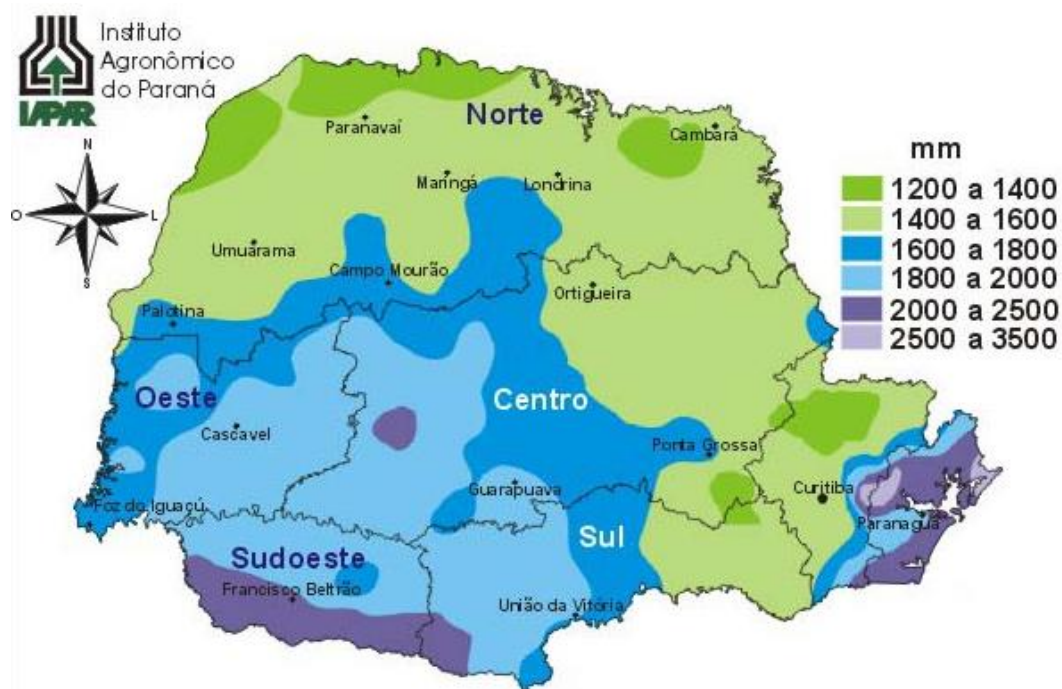 Instituto
Agronômico
do Paraná
IAPAR
N
O
L
S
Norte
Paranavaí
Cambará
Maringá
Londrina
Umuarama
Campo Mourão
Ortigueira
Palotina
Oeste
Centro
Cascavel
Ponta Grossa
Guarapuava
Curitiba
Foz do Iguaçú
Paranaguá
Sul
Sudoeste
Francisco Beltrão
União da Vitória
mm
1200 a 1400
1400 a 1600
1600 a 1800
1800 a 2000
2000 a 2500
2500 a 3500